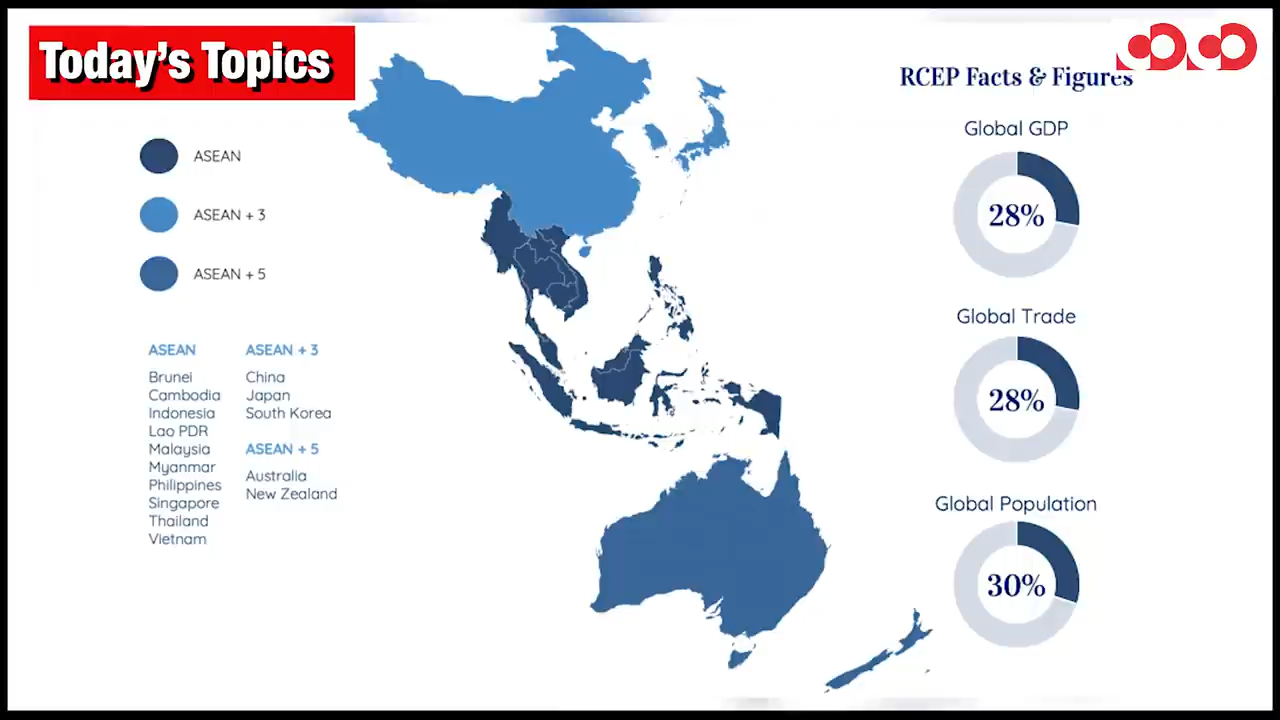 Today's Topics
RCEP Facts & Figures
ASEAN
ASEAN + 3
ASEAN + 5
ASEAN
Brunei
Cambodia
Indonesia
Lao PDR
Malaysia
Myanmar
Philippines
Singapore
Thailand
Vietnam
ASEAN + 3
China
Japan
South Korea
ASEAN + 5
Australia
New Zealand
Global GDP
28%
Global Trade
28%
Global Population
30%